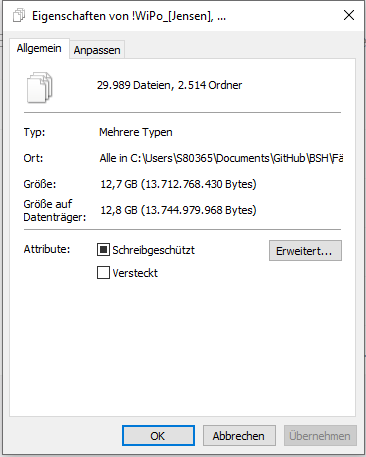 Eigenschaften von !WiPo_[Jensen], ...
Allgemein Anpassen
29.989 Dateien, 2.514 Ordner
Typ: Mehrere Typen
Ort: Alle in C:\Users\S80365\Documents\GitHub\BSH\Fä
Größe: 12,7 GB (13.712.768.430 Bytes)
Größe auf
Datenträger: 12,8 GB (13.744.979.968 Bytes)
Attribute: Schreibgeschützt Erweitert...
Versteckt
OK Abbrechen Übernehmen